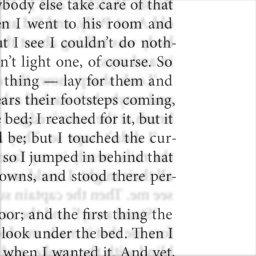 body else take care of that
n I went to his room and
t I see I couldn't do noth-
n't light one, of course. So
thing — lay for them and
ears their footsteps coming,
bed; I reached for it, but it
d be; but I touched the cur-
so I jumped in behind that
owns, and stood there per-
oor; and the first thing the
look under the bed. Then I
when I wanted it. And yet,